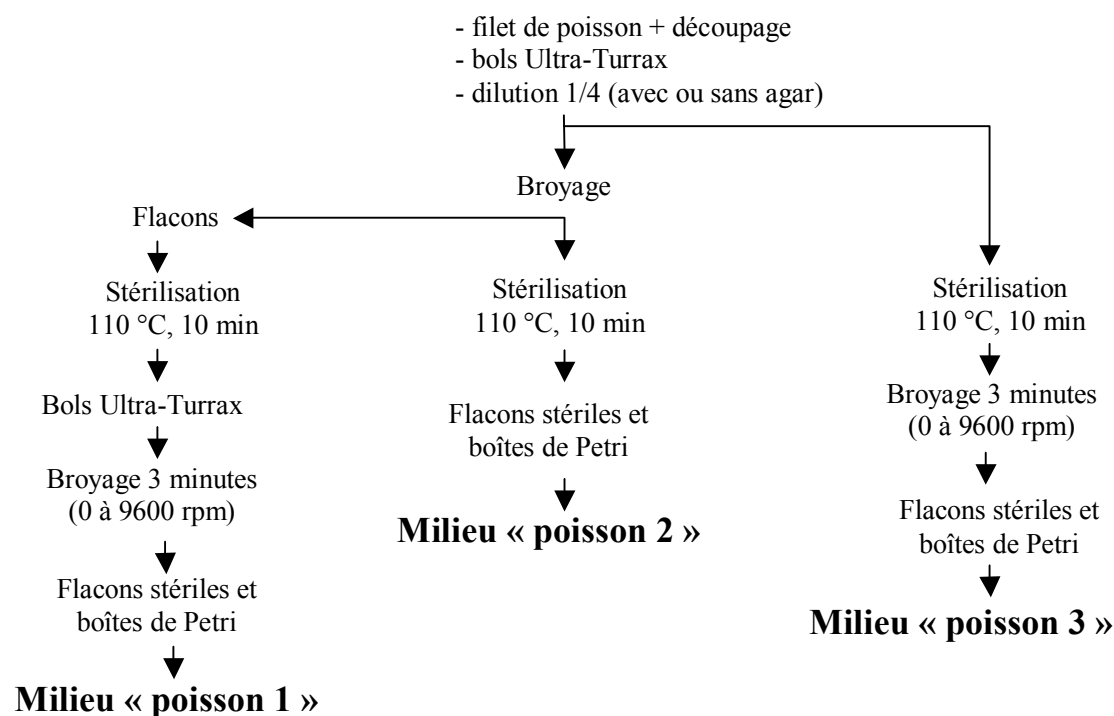 - filet de poisson + découpage
- bols Ultra-Turrax
- dilution 1/4 (avec ou sans agar)
Broyage
Flacons
Stérilisation
110 °C, 10 min
Bols Ultra-Turrax
Broyage 3 minutes
(0 à 9600 rpm)
Flacons stériles et
boîtes de Petri
Milieu « poisson 1 »
Stérilisation
110 °C, 10 min
Flacons stériles et
boîtes de Petri
Milieu « poisson 2 »
Stérilisation
110 °C, 10 min
Broyage 3 minutes
(0 à 9600 rpm)
Flacons stériles et
boîtes de Petri
Milieu « poisson 3 »